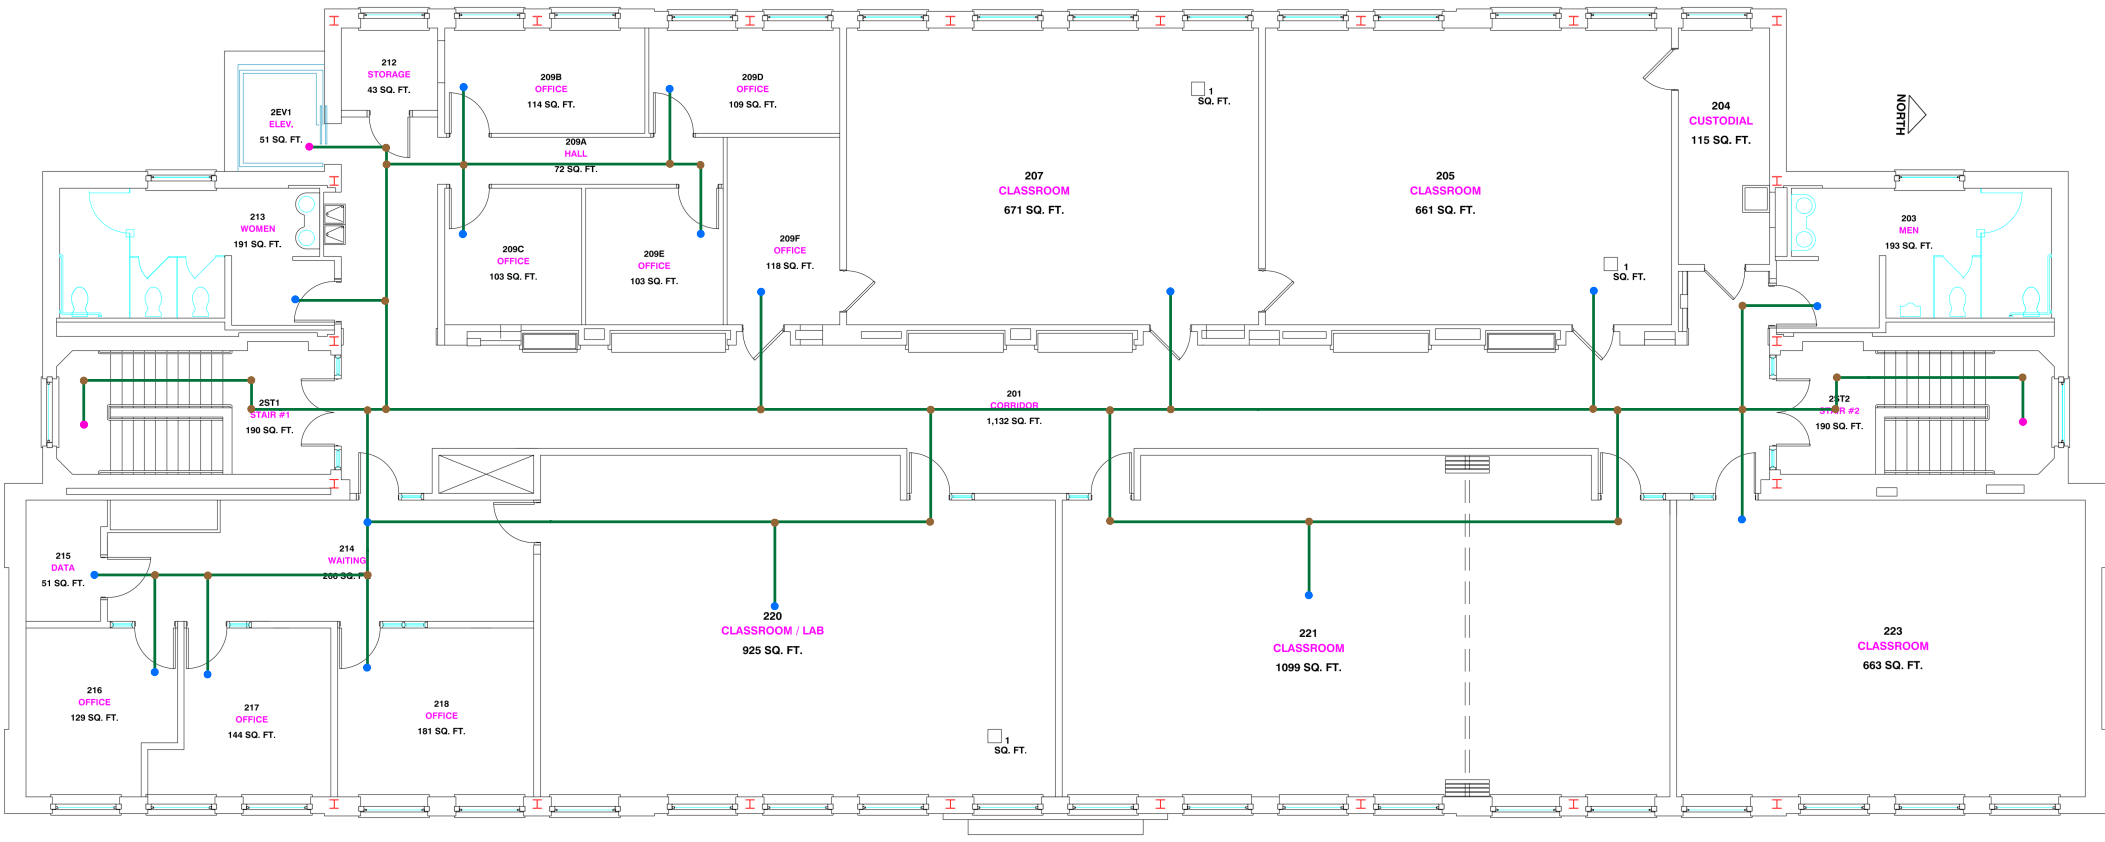 212
STORAGE
43 SQ. FT.
209B
OFFICE
114 SQ. FT.
209D
OFFICE
109 SQ. FT.
1
SQ. FT.
204
CUSTODIAL
115 SQ. FT.
NORTH
2EV1
ELEV.
51 SQ. FT.
209A
HALL
72 SQ. FT.
207
CLASSROOM
671 SQ. FT.
205
CLASSROOM
661 SQ. FT.
213
WOMEN
191 SQ. FT.
209C
OFFICE
103 SQ. FT.
209E
OFFICE
103 SQ. FT.
209F
OFFICE
118 SQ. FT.
1
SQ. FT.
203
MEN
193 SQ. FT.
2ST1
STAIR #1
190 SQ. FT.
201
CORRIDOR
1,132 SQ. FT.
2ST2
STAIR #2
190 SQ. FT.
215
DATA
51 SQ. FT.
214
WAITING
SQ. FT.
220
CLASSROOM / LAB
925 SQ. FT.
221
CLASSROOM
1099 SQ. FT.
223
CLASSROOM
663 SQ. FT.
216
OFFICE
129 SQ. FT.
217
OFFICE
144 SQ. FT.
218
OFFICE
181 SQ. FT.
1
SQ. FT.